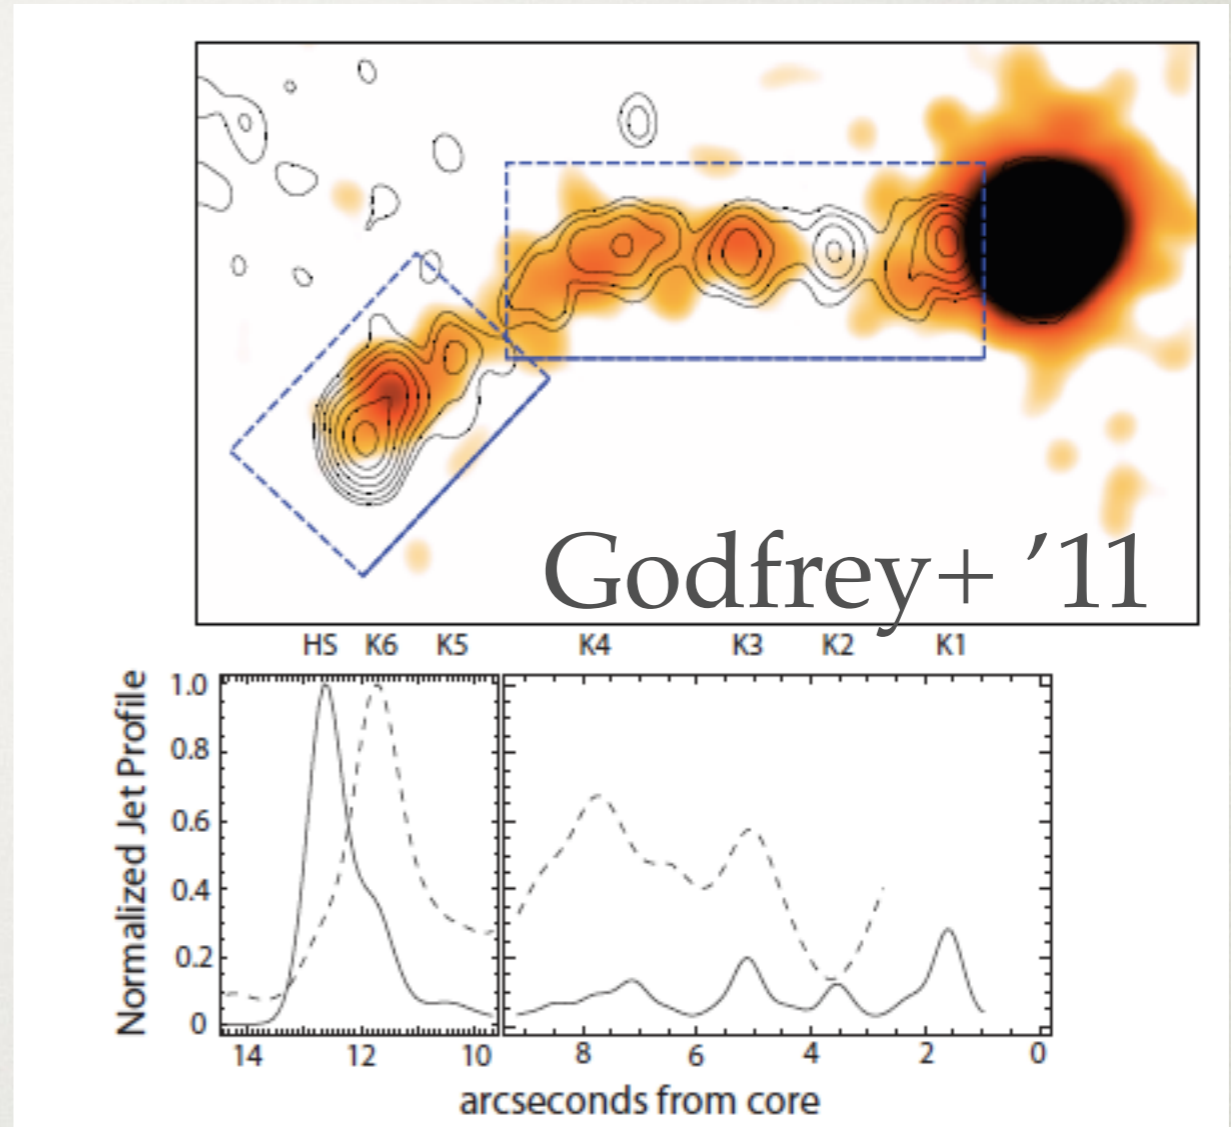 Godfrey+ ’11
HS K6 K5 K4 K3 K2 K1
Normalized Jet Profile
1.0
0.8
0.6
0.4
0.2
0
14 12 10 8 6 4 2 0
arcseconds from core